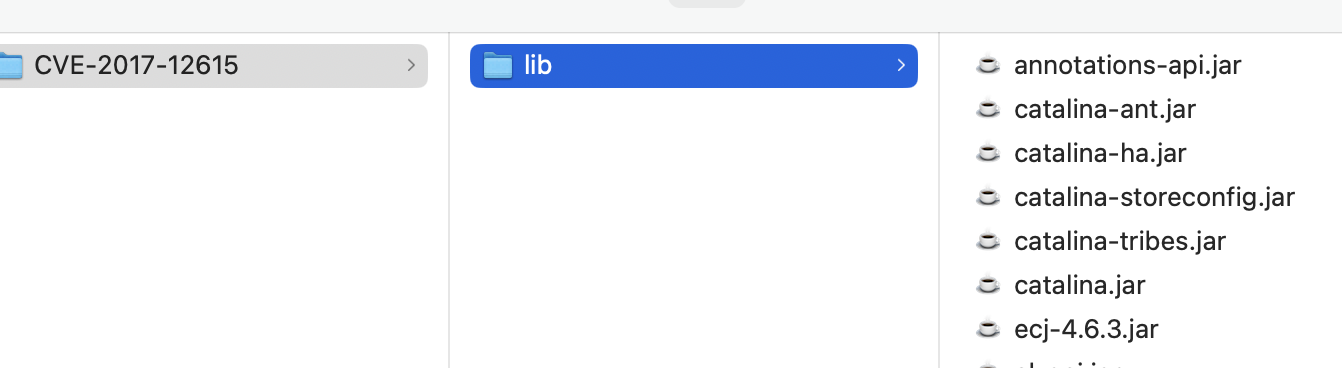 CVE-2017-12615
lib
annotations-api.jar
catalina-ant.jar
catalina-ha.jar
catalina-storeconfig.jar
catalina-tribes.jar
catalina.jar
ecj-4.6.3.jar